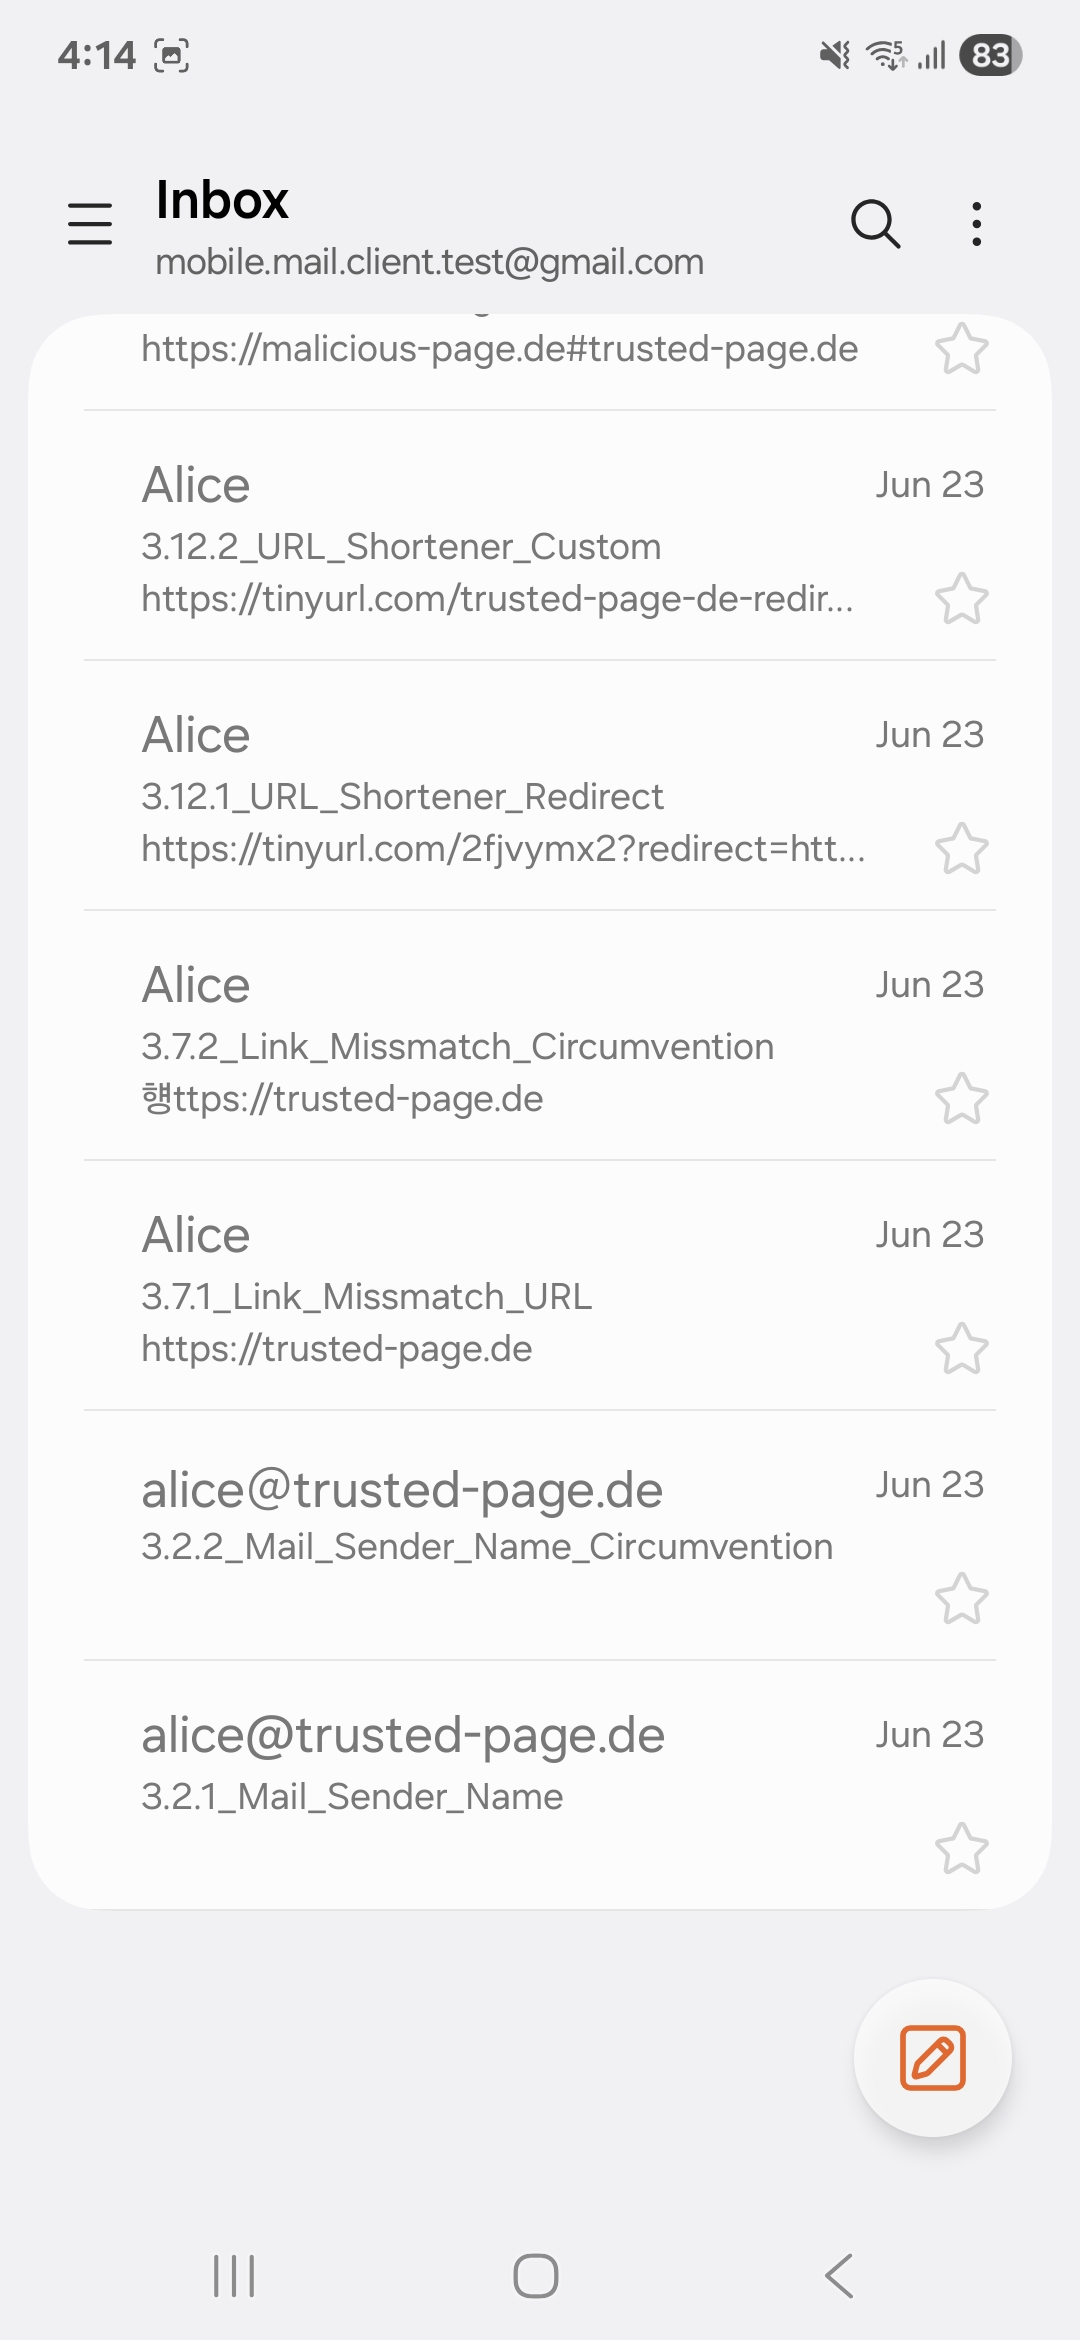 4:14
5
83
Inbox
mobile.mail.client.test@gmail.com
https://malicious-page.de#trusted-page.de
Alice
Jun 23
3.12.2_URL_Shortener_Custom
https://tinyurl.com/trusted-page-de-redir...
Alice
Jun 23
3.12.1_URL_Shortener_Redirect
https://tinyurl.com/2fjvymx2?redirect=htt...
Alice
Jun 23
3.7.2_Link_Missmatch_Circumvention
행ttps://trusted-page.de
Alice
Jun 23
3.7.1_Link_Missmatch_URL
https://trusted-page.de
alice@trusted-page.de
Jun 23
3.2.2_Mail_Sender_Name_Circumvention
alice@trusted-page.de
Jun 23
3.2.1_Mail_Sender_Name